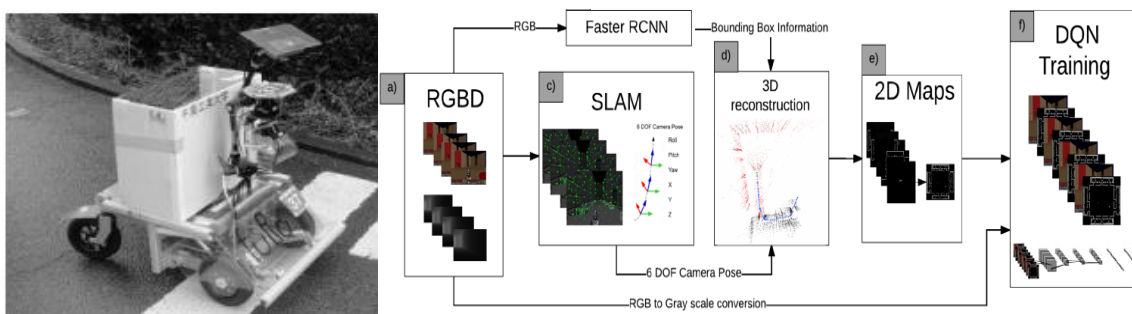 RGB
Faster RCNN
Bounding Box Information
a)
RGBD
c)
SLAM
6 DOF Camera Pose
Roll
Pitch
Yaw
X
Y
Z
d)
3D
reconstruction
e)
2D Maps
f)
DQN
Training
6 DOF Camera Pose
RGB to Gray scale conversion